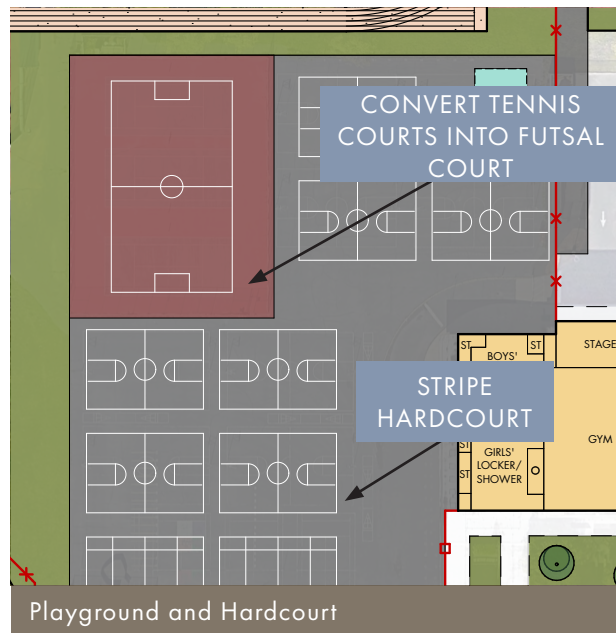 CONVERT TENNIS
COURTS INTO FUTSAL
COURT
ST
BOYS'
ST
STAGE
STRIPE
HARDCOURT
GYM
ST
GIRLS'
LOCKER/
SHOWER
ST
Playground and Hardcourt